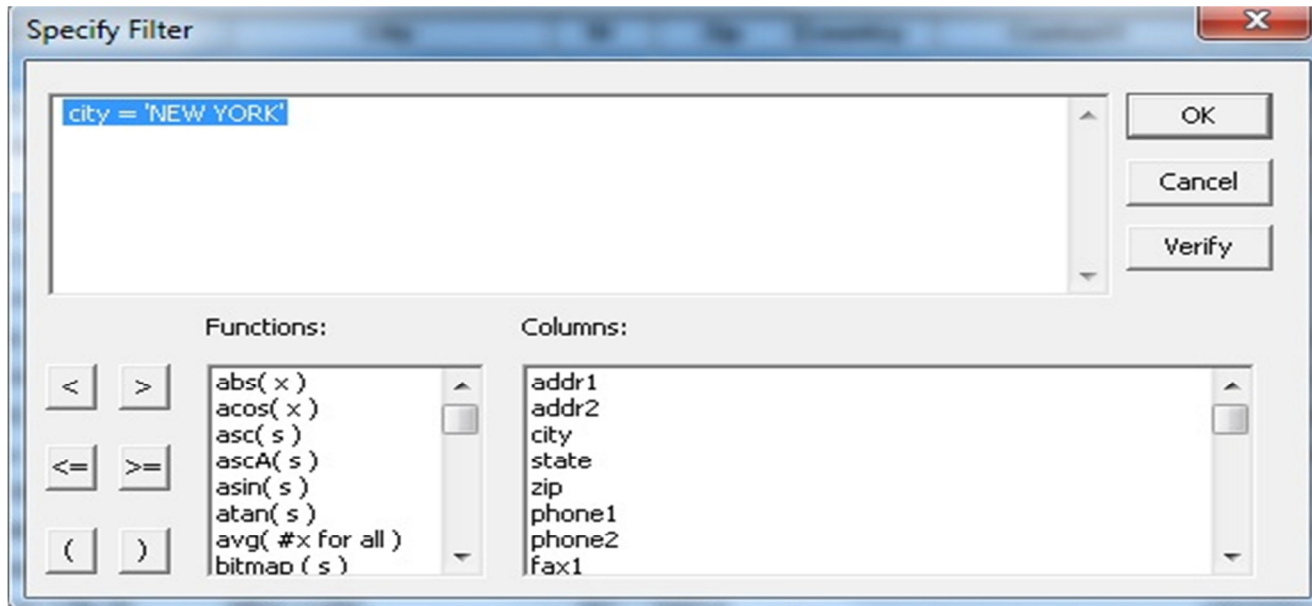 Specify Filter
city = 'NEW YORK'
OK
Cancel
Verify
Functions:
Columns:
<
>
<=
>=
(
)
abs( x )
acos( x )
asc( s )
ascA( s )
asin( s )
atan( s )
avg( #x for all )
bitmap ( s )
addr1
addr2
city
state
zip
phone1
phone2
fax1